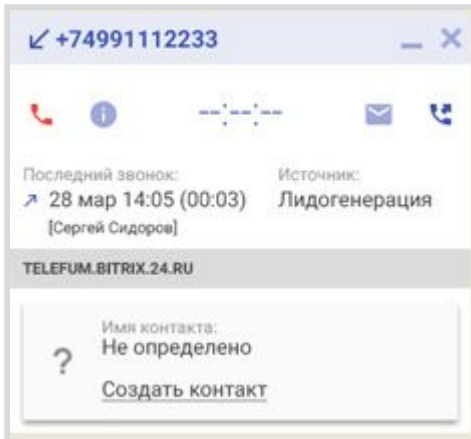 +74991112233
--:--:--
Последний звонок:
Источник:
28 мар 14:05 (00:03)
Лидогенерация
[Сергей Сидоров]
TELEFUM.BITRIX.24.RU
?
Имя контакта:
Не определено
Создать контакт